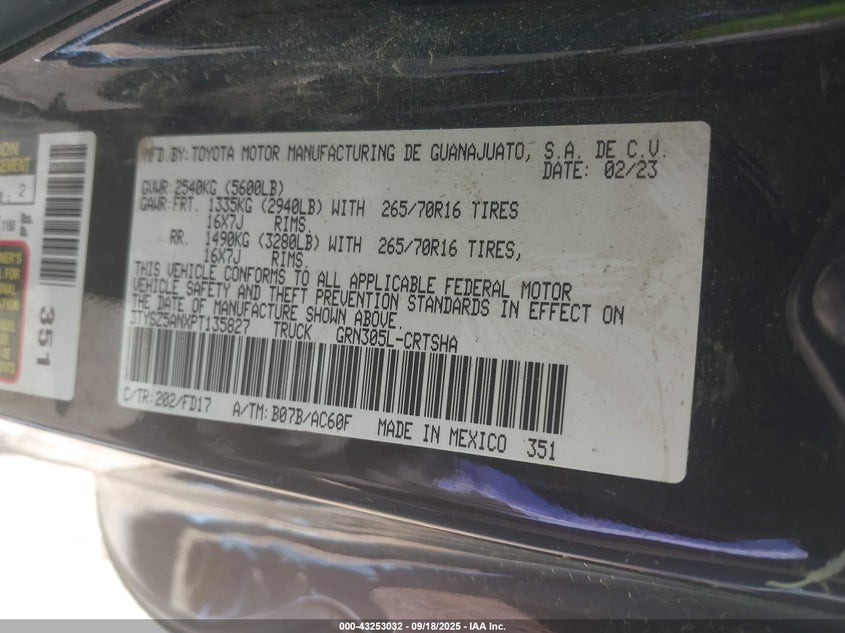 MFD.BY: TOYOTA MOTOR MANUFACTURING DE GUANAJUATO, S.A. DE C.V.
DATE: 02/23
GVWR: 2540KG (5600LB)
GAWR: FRT. 1335KG (2940LB) WITH 265/70R16 TIRES
16X7J RIMS.
RR. 1490KG (3280LB) WITH 265/70R16 TIRES,
16X7J RIMS.
THIS VEHICLE CONFORMS TO ALL APPLICABLE FEDERAL MOTOR
VEHICLE SAFETY AND THEFT PREVENTION STANDARDS IN EFFECT ON
THE DATE OF MANUFACTURE SHOWN ABOVE.
3TYSZ5ANXPT135827 TRUCK GRN305L-CRTSHA
C/TR: 202/FD17 A/TM: B07B/AC60F MADE IN MEXICO 351
2
1150 lbs.
351
000-43253032 - 09/18/2025 - IAA Inc.